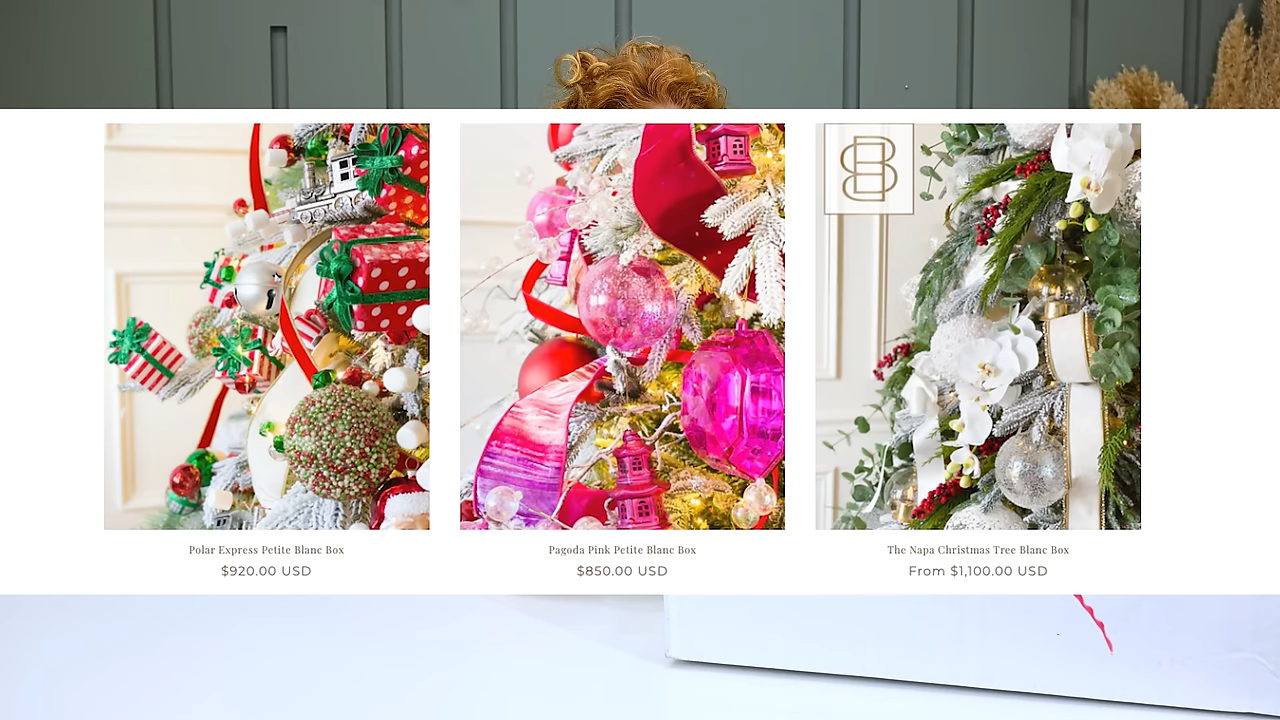 Polar Express Petite Blanc Box
$920.00 USD
Pagoda Pink Petite Blanc Box
$850.00 USD
The Napa Christmas Tree Blanc Box
From $1,100.00 USD